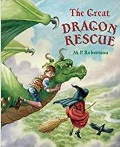 The Great
DRAGON
RESCUE
M.P. Robertson